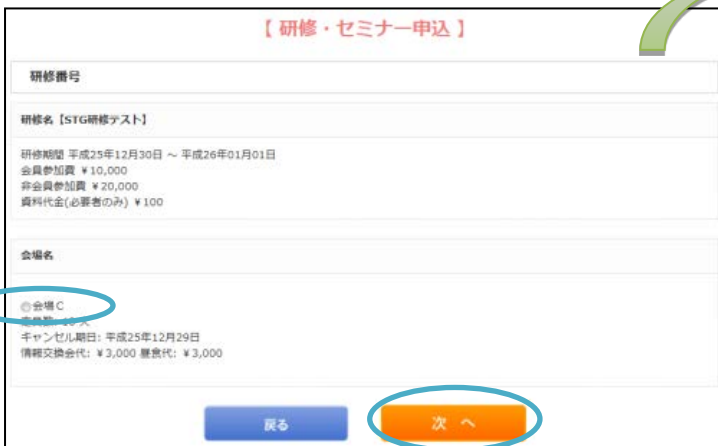 【 研修・セミナー申込 】
研修番号
研修名【STG研修テスト】
研修期間 平成25年12月30日 ～ 平成26年01月01日
会員参加費 ￥10,000
非会員参加費 ￥20,000
資料代金(必要者のみ) ￥100
会場名
会場C
キャンセル期日: 平成25年12月29日
情報交換会代: ￥3,000 昼食代: ￥3,000
戻る
次 へ